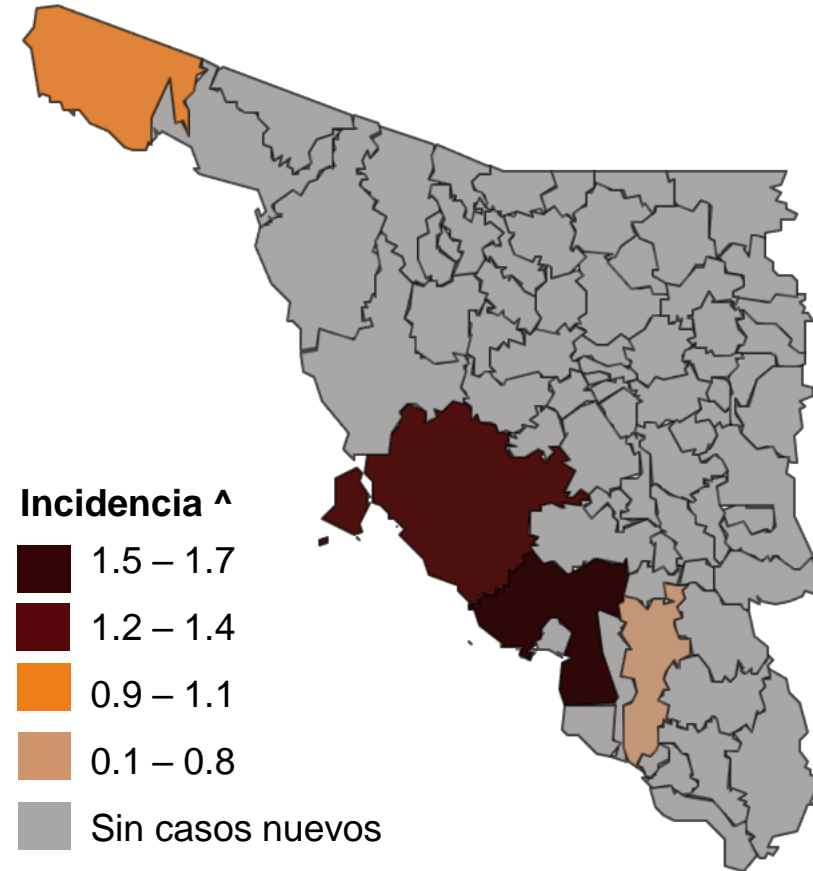 Incidencia ^
1.5 – 1.7
1.2 – 1.4
0.9 – 1.1
0.1 – 0.8
Sin casos nuevos